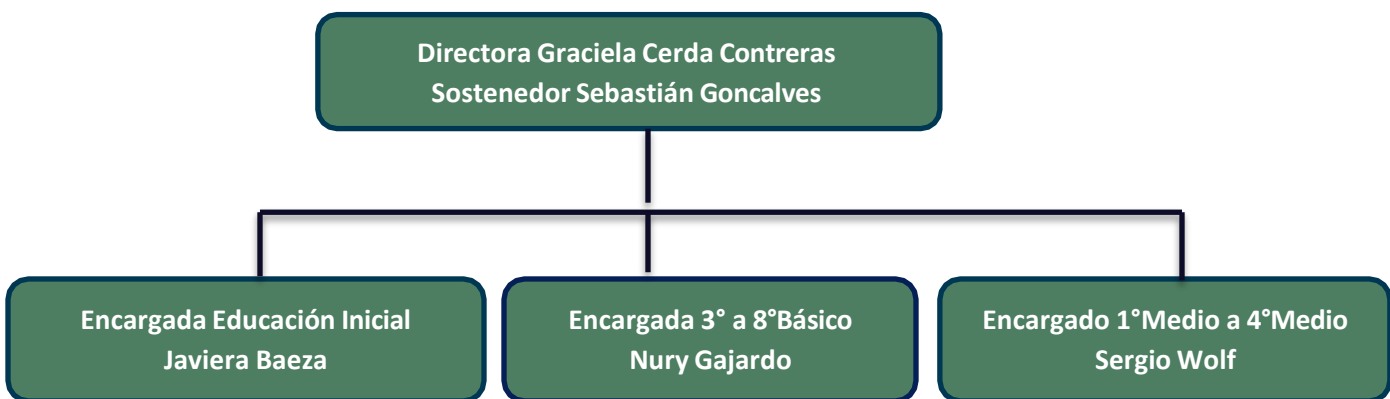 Directora Graciela Cerda Contreras
Sostenedor Sebastián Goncalves
Encargada Educación Inicial
Javiera Baeza
Encargada 3° a 8°Básico
Nury Gajardo
Encargado 1°Medio a 4°Medio
Sergio Wolf